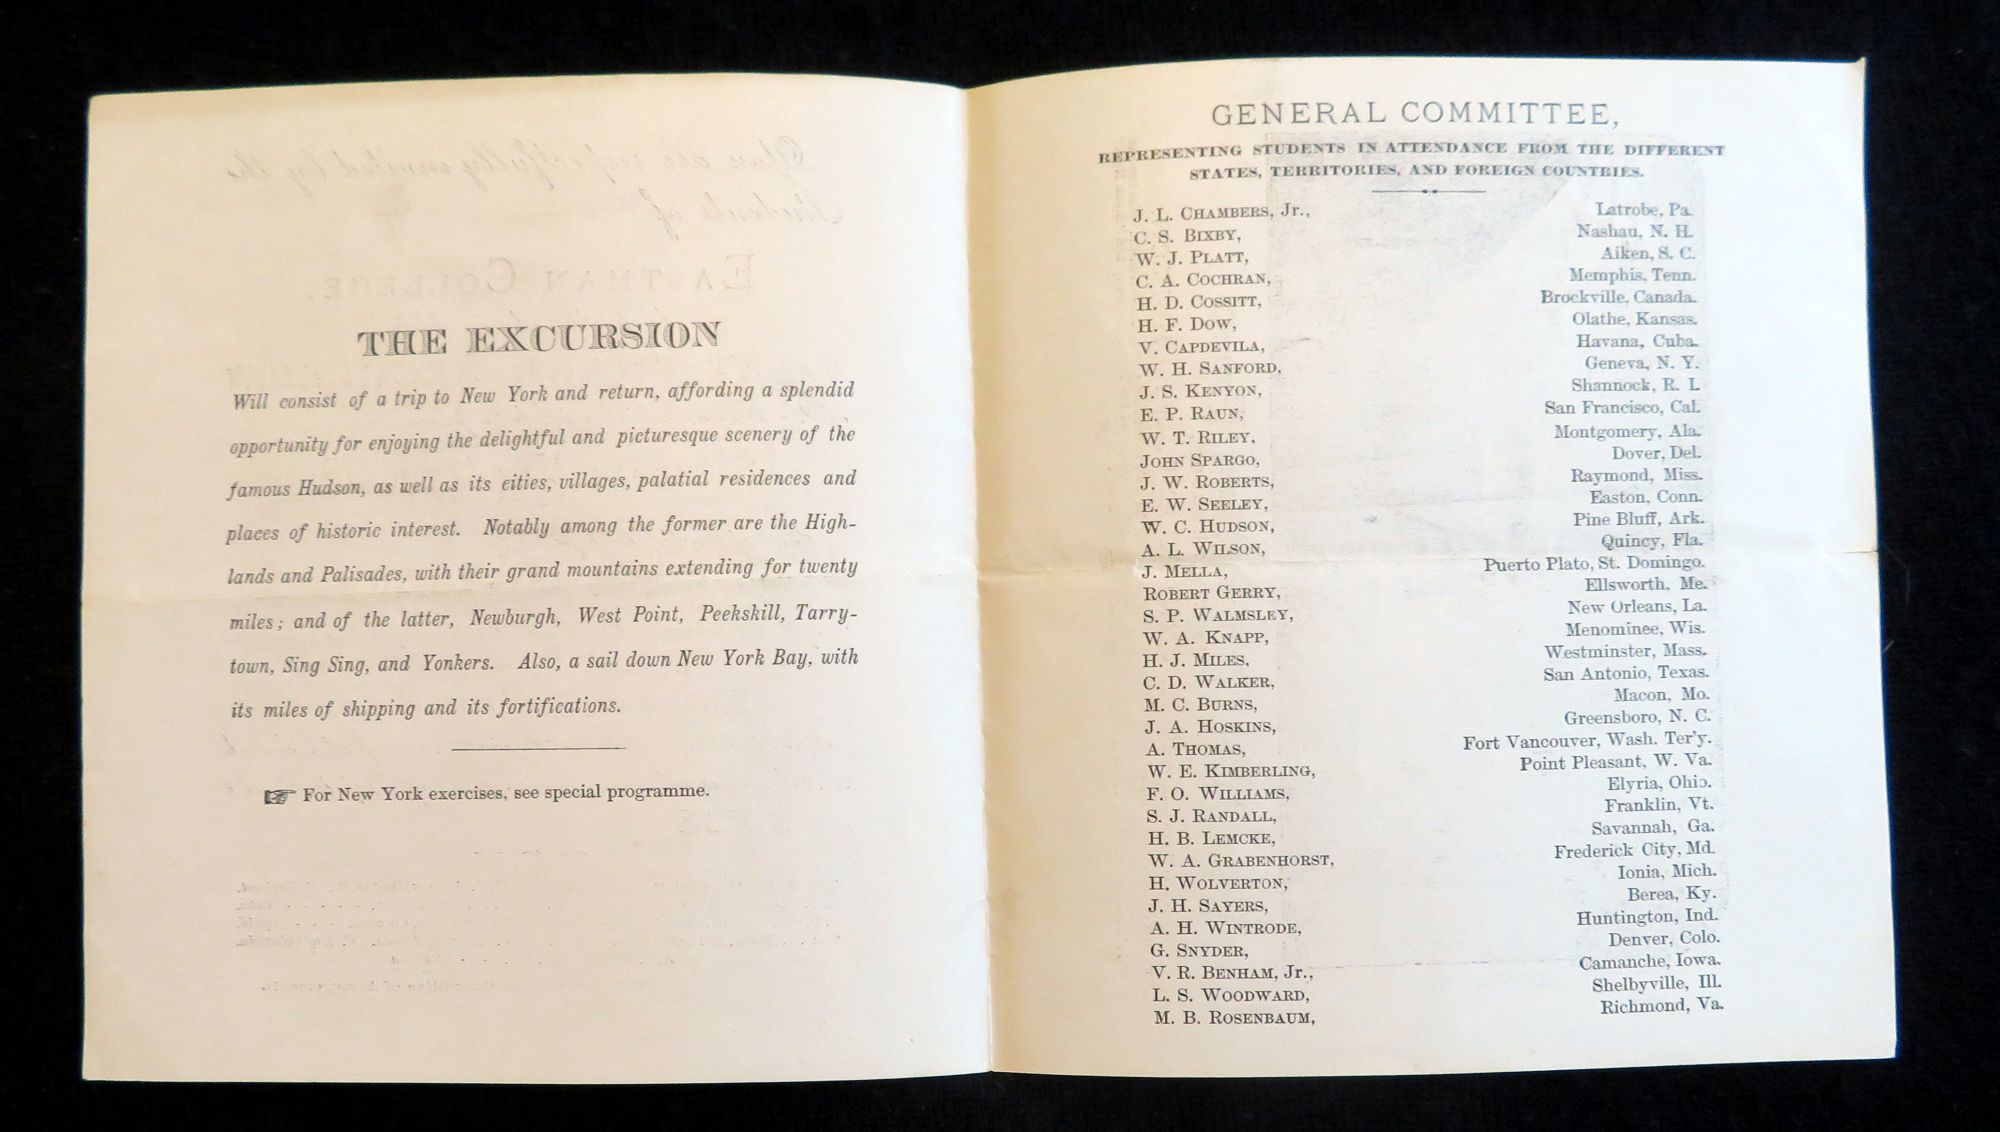 THE EXCURSION
Will consist of a trip to New York and return, affording a splendid
opportunity for enjoying the delightful and picturesque scenery of the
famous Hudson, as well as its cities, villages, palatial residences and
places of historic interest. Notably among the former are the High-
lands and Palisades, with their grand mountains extending for twenty
miles; and of the latter, Newburgh, West Point, Peekskill, Tarry-
town, Sing Sing, and Yonkers. Also, a sail down New York Bay, with
its miles of shipping and its fortifications.
☞ For New York exercises, see special programme.
GENERAL COMMITTEE,
REPRESENTING STUDENTS IN ATTENDANCE FROM THE DIFFERENT
STATES, TERRITORIES, AND FOREIGN COUNTRIES.
J. L. CHAMBERS, Jr., Latrobe, Pa.
C. S. BIXBY, Nashau, N. H.
W. J. PLATT, Aiken, S. C.
C. A. COCHRAN, Memphis, Tenn.
H. D. COSSITT, Brockville, Canada.
H. F. DOW, Olathe, Kansas.
V. CAPDEVILA, Havana, Cuba.
W. H. SANFORD, Geneva, N. Y.
J. S. KENYON, Shannock, R. I.
E. P. RAUN, San Francisco, Cal.
W. T. RILEY, Montgomery, Ala.
JOHN SPARGO, Dover, Del.
J. W. ROBERTS, Raymond, Miss.
E. W. SEELEY, Easton, Conn.
W. C. HUDSON, Pine Bluff, Ark.
A. L. WILSON, Quincy, Fla.
J. MELLA, Puerto Plato, St. Domingo.
ROBERT GERRY, Ellsworth, Me.
S. P. WALMSLEY, New Orleans, La.
W. A. KNAPP, Menominee, Wis.
H. J. MILES, Westminster, Mass.
C. D. WALKER, San Antonio, Texas.
M. C. BURNS, Macon, Mo.
J. A. HOSKINS, Greensboro, N. C.
A. THOMAS, Fort Vancouver, Wash. Ter'y.
W. E. KIMBERLING, Point Pleasant, W. Va.
F. O. WILLIAMS, Elyria, Ohio.
S. J. RANDALL, Franklin, Vt.
H. B. LEMCKE, Savannah, Ga.
W. A. GRABENHORST, Frederick City, Md.
H. WOLVERTON, Ionia, Mich.
J. H. SAYERS, Berea, Ky.
A. H. WINTRODE, Huntington, Ind.
G. SNYDER, Denver, Colo.
V. R. BENHAM, Jr., Camanche, Iowa.
L. S. WOODWARD, Shelbyville, Ill.
M. B. ROSENBAUM, Richmond, Va.